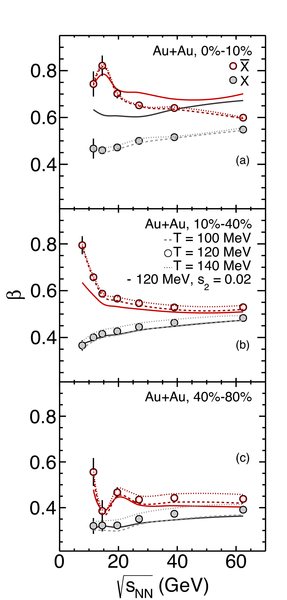 Au+Au, 0%-10%
X̅
X
0.8
0.6
0.4
(a)
Au+Au, 10%-40%
T = 100 MeV
T = 120 MeV
T = 140 MeV
- 120 MeV, s₂ = 0.02
0.8
0.6
0.4
β
(b)
Au+Au, 40%-80%
0.8
0.6
0.4
(c)
0 20 40 60
√sNN (GeV)